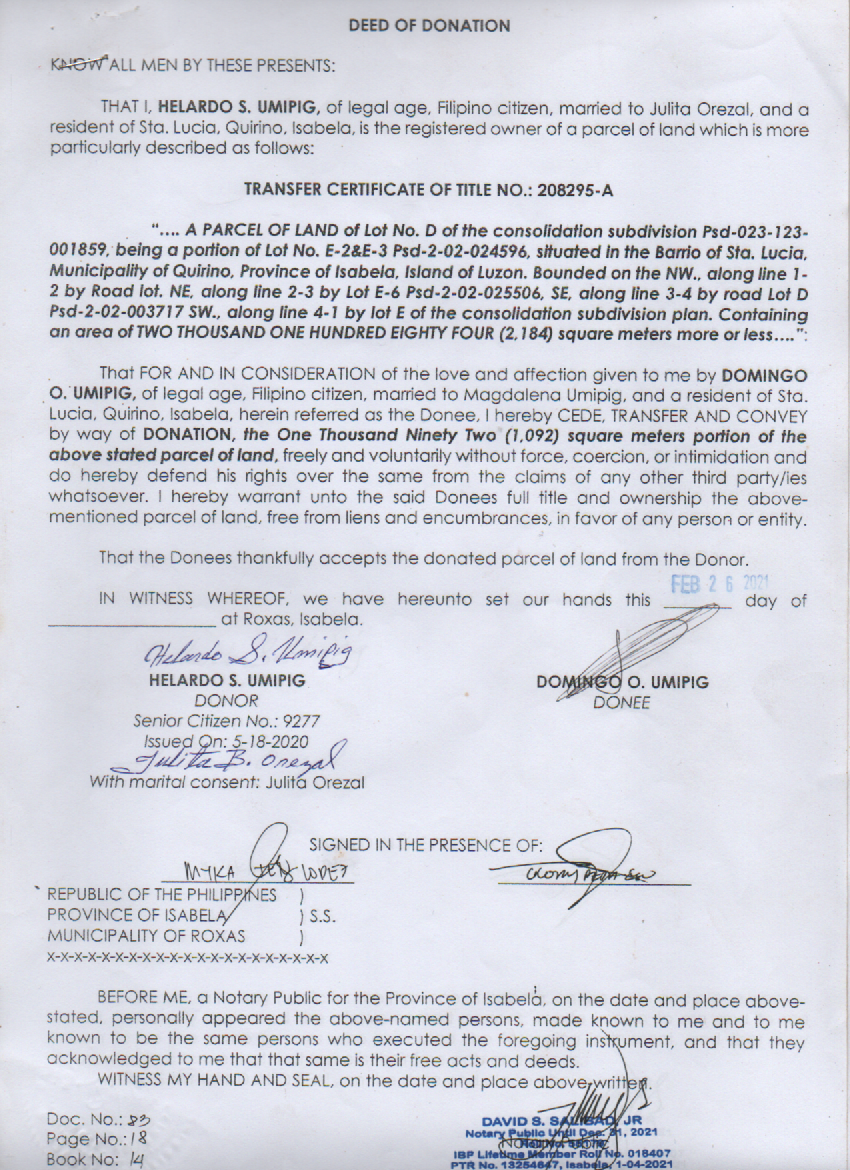 DEED OF DONATION
KNOW ALL MEN BY THESE PRESENTS:
THAT I, HELARDO S. UMIPIG, of legal age, Filipino citizen, married to Julita Orezal, and a
resident of Sta. Lucia, Quirino, Isabela, is the registered owner of a parcel of land which is more
particularly described as follows:
TRANSFER CERTIFICATE OF TITLE NO.: 208295-A
".... A PARCEL OF LAND of Lot No. D of the consolidation subdivision Psd-023-123-
001859, being a portion of Lot No. E-2&E-3 Psd-2-02-024596, situated in the Barrio of Sta. Lucia,
Municipality of Quirino, Province of Isabela, Island of Luzon. Bounded on the NW., along line 1-
2 by Road lot. NE, along line 2-3 by Lot E-6 Psd-2-02-025506, SE, along line 3-4 by road Lot D
Psd-2-02-003717 SW., along line 4-1 by lot E of the consolidation subdivision plan. Containing
an area of TWO THOUSAND ONE HUNDRED EIGHTY FOUR (2,184) square meters more or less....":
That FOR AND IN CONSIDERATION of the love and affection given to me by DOMINGO
O. UMIPIG, of legal age, Filipino citizen, married to Magdalena Umipig, and a resident of Sta.
Lucia, Quirino, Isabela, herein referred as the Donee, I hereby CEDE, TRANSFER AND CONVEY
by way of DONATION, the One Thousand Ninety Two (1,092) square meters portion of the
above stated parcel of land, freely and voluntarily without force, coercion, or intimidation and
do hereby defend his rights over the same from the claims of any other third party/ies
whatsoever. I hereby warrant unto the said Donees full title and ownership the above-
mentioned parcel of land, free from liens and encumbrances, in favor of any person or entity.
That the Donees thankfully accepts the donated parcel of land from the Donor.
FEB 26 2021
IN WITNESS WHEREOF, we have hereunto set our hands this ________ day of
__________________ at Roxas, Isabela.
Helardo S. Umipig
HELARDO S. UMIPIG DOMINGO O. UMIPIG
DONOR DONEE
Senior Citizen No.: 9277
Issued On: 5-18-2020
Julita B. Orezal
With marital consent: Julita Orezal
SIGNED IN THE PRESENCE OF:
MYKA LOPEZ
REPUBLIC OF THE PHILIPPINES )
PROVINCE OF ISABELA ) S.S.
MUNICIPALITY OF ROXAS )
x-x-x-x-x-x-x-x-x-x-x-x-x-x-x-x-x-x-x-x-x
BEFORE ME, a Notary Public for the Province of Isabela, on the date and place above-
stated, personally appeared the above-named persons, made known to me and to me
known to be the same persons who executed the foregoing instrument, and that they
acknowledged to me that that same is their free acts and deeds.
WITNESS MY HAND AND SEAL, on the date and place above written.
Doc. No.: 83
Page No.: 18
Book No: 14
DAVID S. SALIBAD, JR
Notary Public Until Dec. 31, 2021
IBP Lifetime Member Roll No. 018407
PTR No. 13254647, Isabela, 1-04-2021